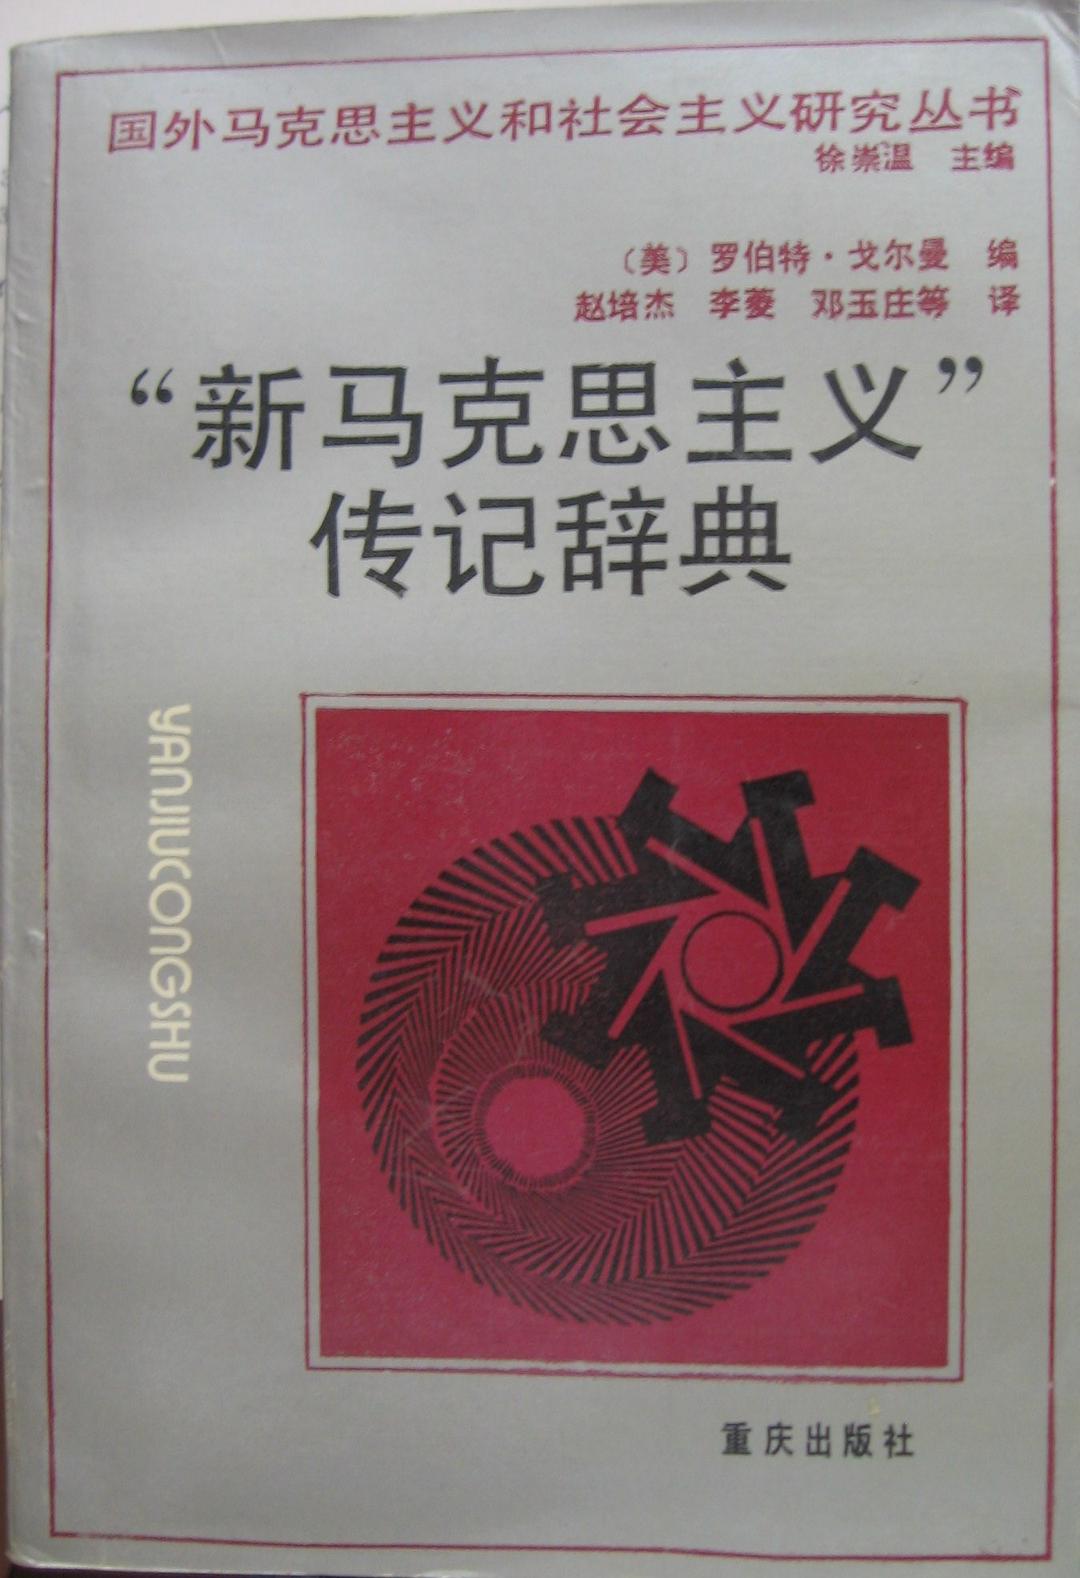 国外马克思主义和社会主义研究丛书
徐崇温 主编
〔美〕罗伯特·戈尔曼 编
赵培杰 李菱 邓玉庄等 译
“新马克思主义”
传记辞典
YANJIUCONGSHU
重庆出版社